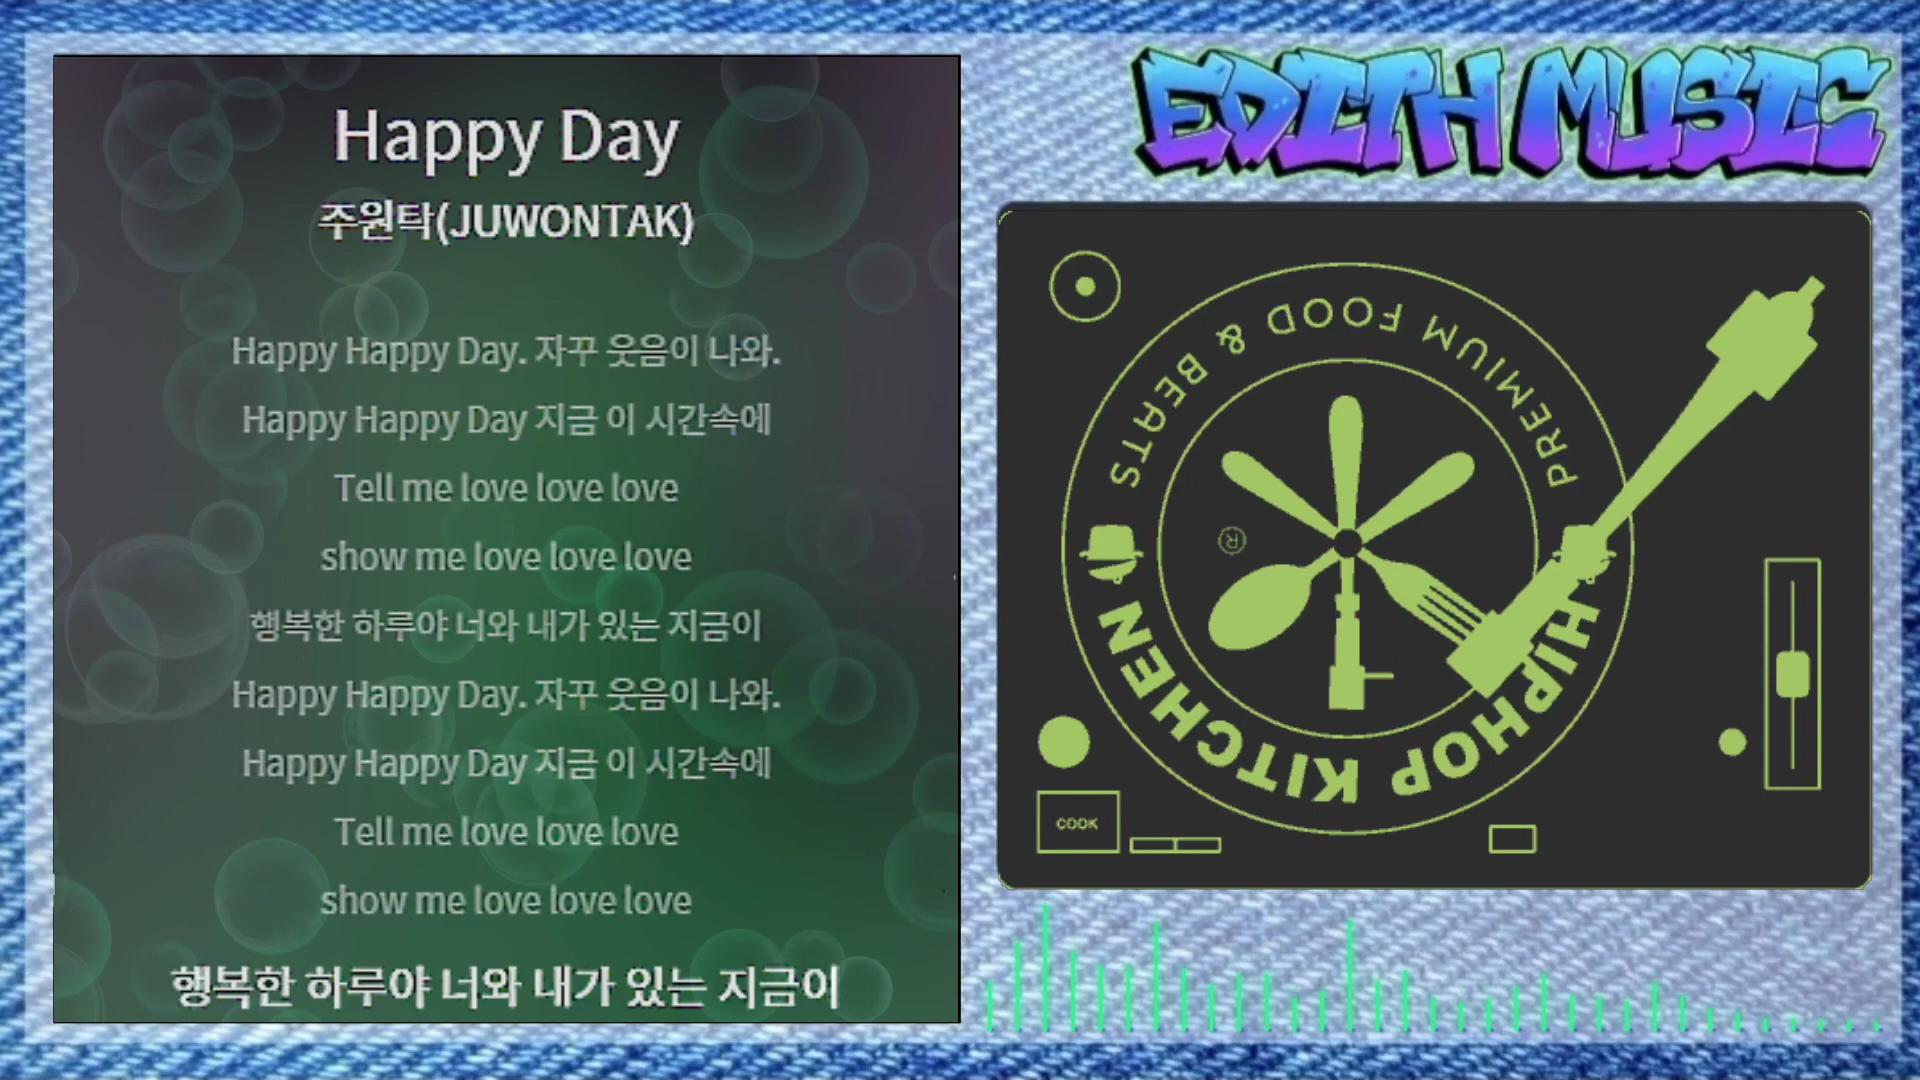 Happy Day
주원탁(JUWONTAK)
Happy Happy Day. 자꾸 웃음이 나와.
Happy Happy Day 지금 이 시간속에
Tell me love love love
show me love love love
행복한 하루야 너와 내가 있는 지금이
Happy Happy Day. 자꾸 웃음이 나와.
Happy Happy Day 지금 이 시간속에
Tell me love love love
show me love love love
행복한 하루야 너와 내가 있는 지금이
EDITH MUSIC
PREMIUM FOOD & BEATS
®
HIPHOP KITCHEN
COOK